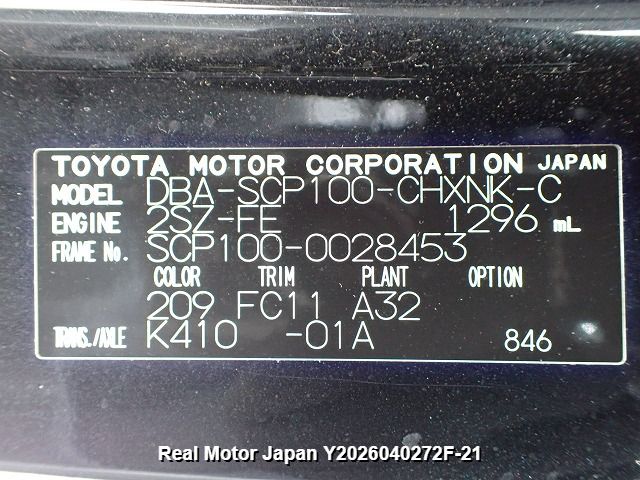 TOYOTA MOTOR CORPORATION JAPAN
MODEL DBA-SCP100-CHXNK-C
ENGINE 2SZ-FE 1296 mL
FRAME No. SCP100-0028453
COLOR TRIM PLANT OPTION
209 FC11 A32
TRANS./AXLE K410 -01A 846
Real Motor Japan Y2026040272F-21